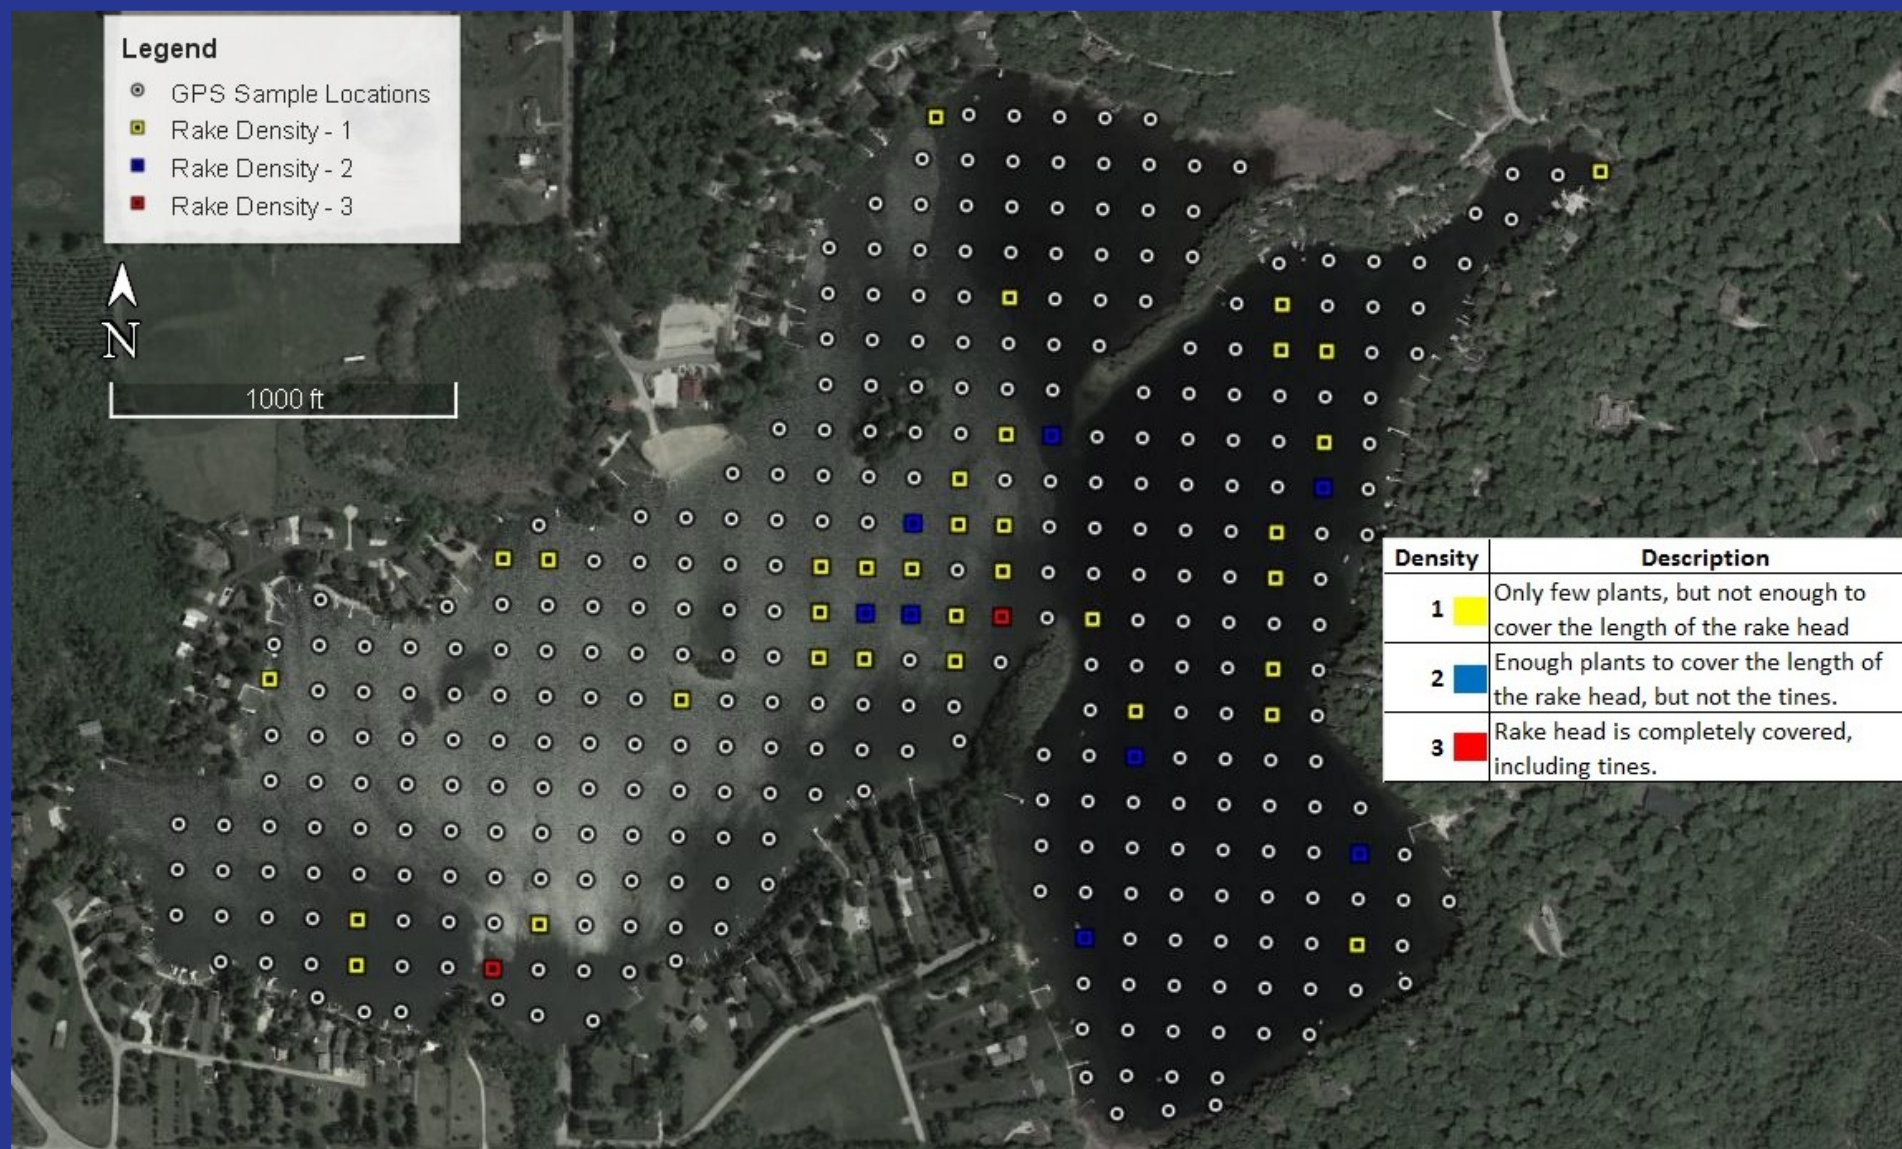 Legend
GPS Sample Locations
Rake Density - 1
Rake Density - 2
Rake Density - 3
N
1000 ft
Density Description
1 Only few plants, but not enough to
cover the length of the rake head
2 Enough plants to cover the length of
the rake head, but not the tines.
3 Rake head is completely covered,
including tines.